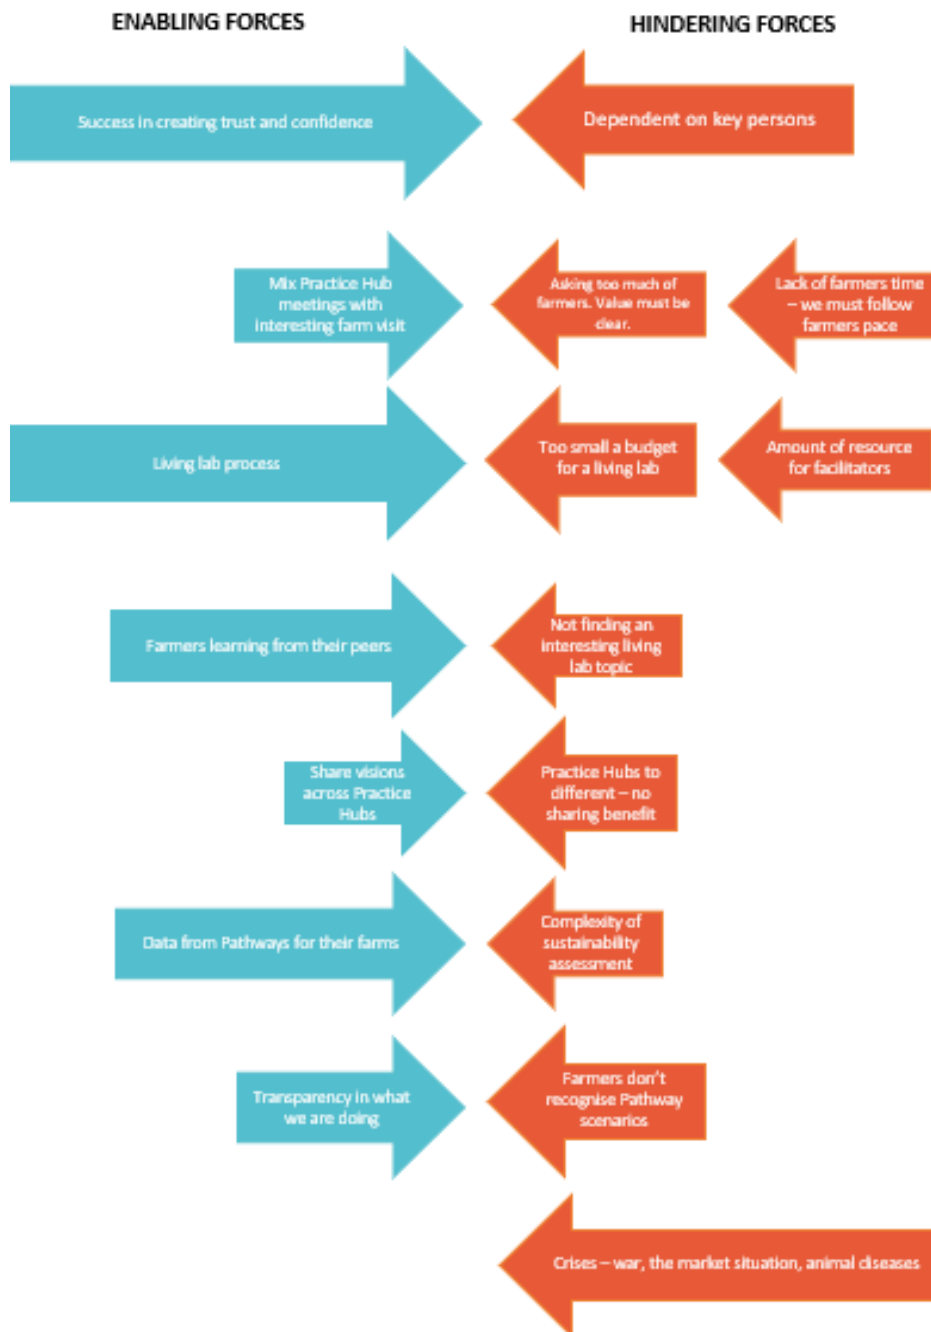 ENABLING FORCES
HINDERING FORCES
Success in creating trust and confidence
Dependent on key persons
Mix Practice Hub
meetings with
interesting farm visit
Asking too much of
farmers. Value must be
clear.
Lack of farmers time
– we must follow
farmers pace
Living lab process
Too small a budget
for a living lab
Amount of resource
for facilitators
Farmers learning from their peers
Not finding an
interesting living
lab topic
Share visions
across Practice
Hubs
Practice Hubs to
different – no
sharing benefit
Data from Pathways for their farms
Complexity of
sustainability
assessment
Transparency in what
we are doing
Farmers don't
recognise Pathway
scenarios
Crises – war, the market situation, animal diseases